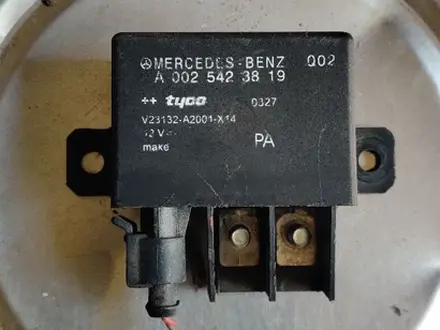 MERCEDES-BENZ Q02
A 002 542 38 19
tyco 0327
V23132-A2001-X14
12 V
make PA